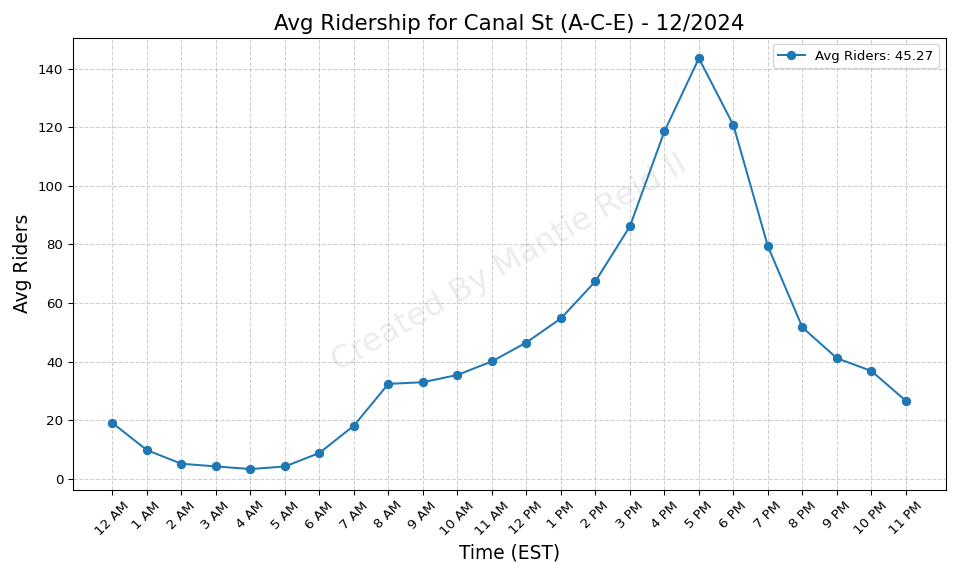 Avg Ridership for Canal St (A-C-E) - 12/2024
Avg Riders: 45.27
Avg Riders
140
120
100
80
60
40
20
0
Created By Mantle Reid II
12 AM
1 AM
2 AM
3 AM
4 AM
5 AM
6 AM
7 AM
8 AM
9 AM
10 AM
11 AM
12 PM
1 PM
2 PM
3 PM
4 PM
5 PM
6 PM
7 PM
8 PM
9 PM
10 PM
11 PM
Time (EST)